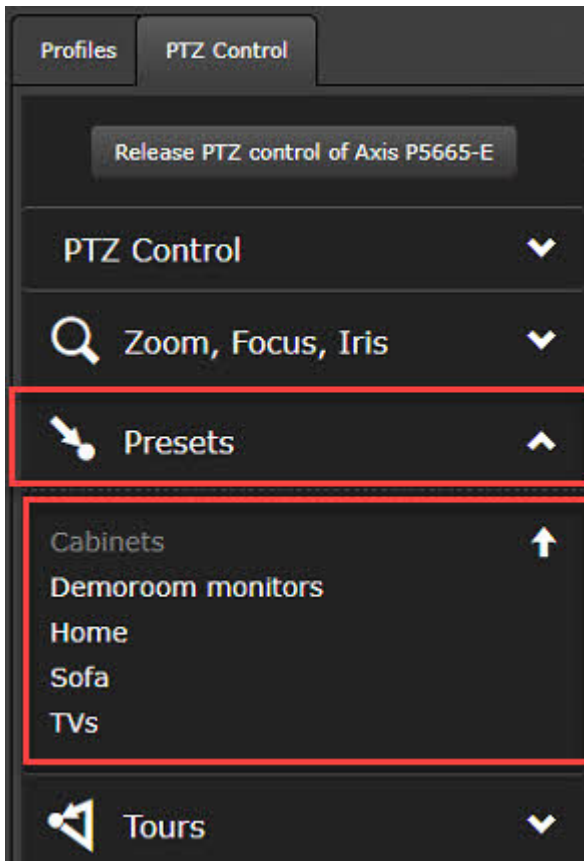 Profiles PTZ Control
Release PTZ control of Axis P5665-E
PTZ Control
Zoom, Focus, Iris
Presets
Cabinets
Demoroom monitors
Home
Sofa
TVs
Tours